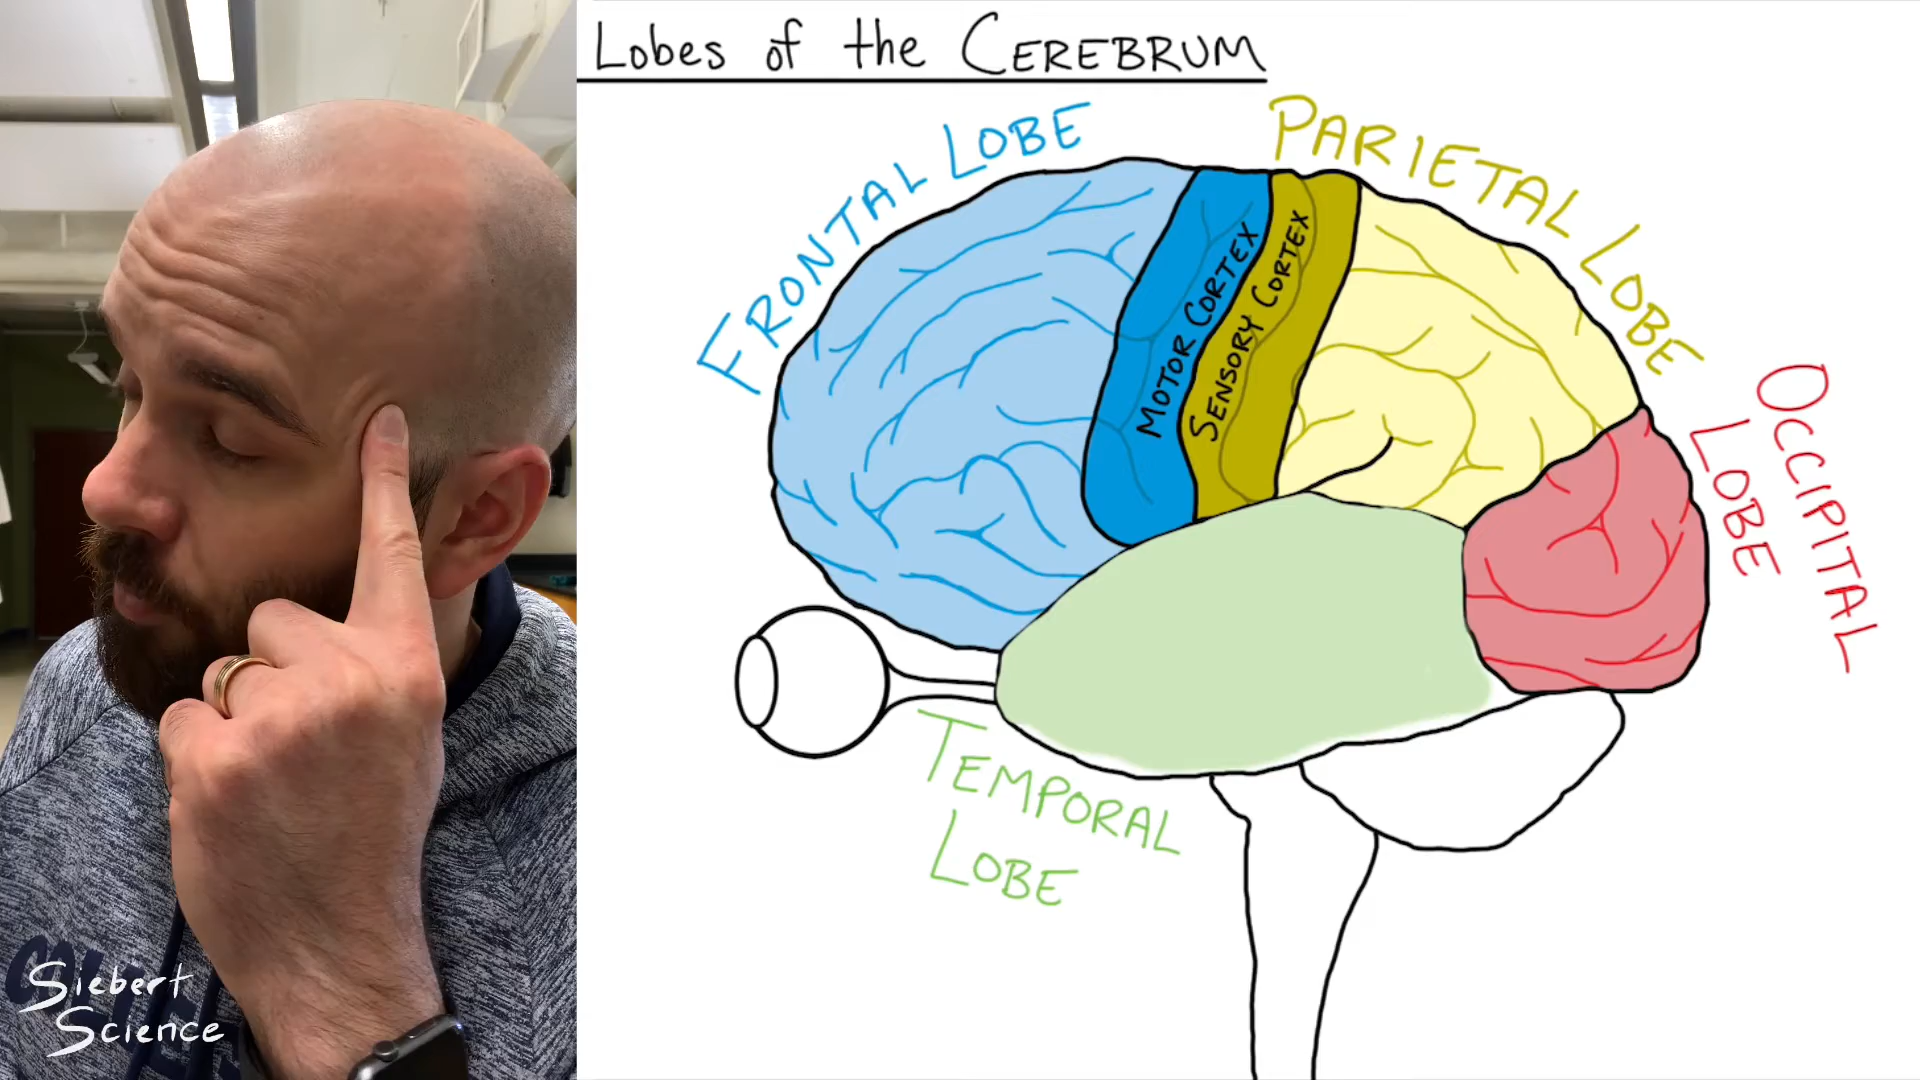 Lobes of the CEREBRUM
FRONTAL LOBE
PARIETAL LOBE
OCCIPITAL
LOBE
MOTOR CORTEX
SENSORY CORTEX
TEMPORAL
LOBE
Siebert
Science